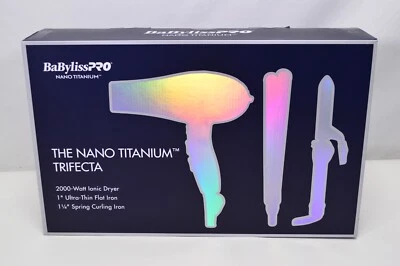 BaBylissPRO®
NANO TITANIUM™
THE NANO TITANIUM™
TRIFECTA
2000-Watt Ionic Dryer
1" Ultra-Thin Flat Iron
1¼" Spring Curling Iron